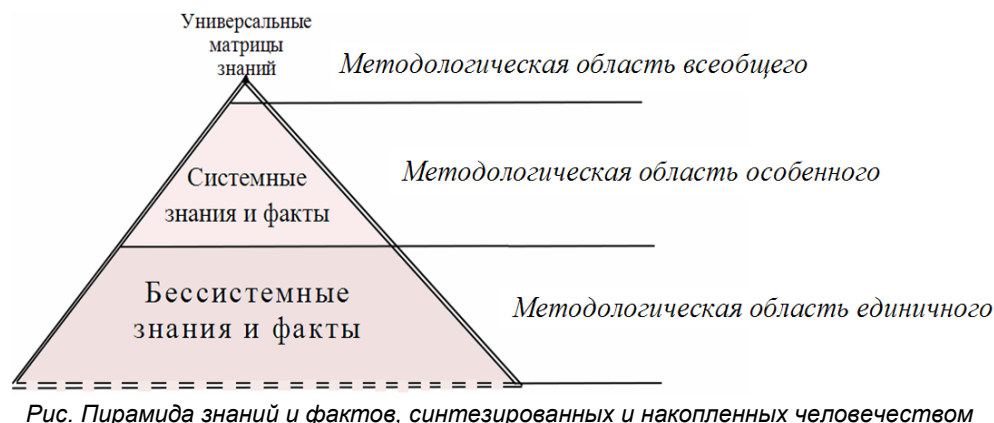 Универсальные
матрицы
знаний
Методологическая область всеобщего
Системные
знания и факты
Методологическая область особенного
Бессистемные
знания и факты
Методологическая область единичного
Рис. Пирамида знаний и фактов, синтезированных и накопленных человечеством